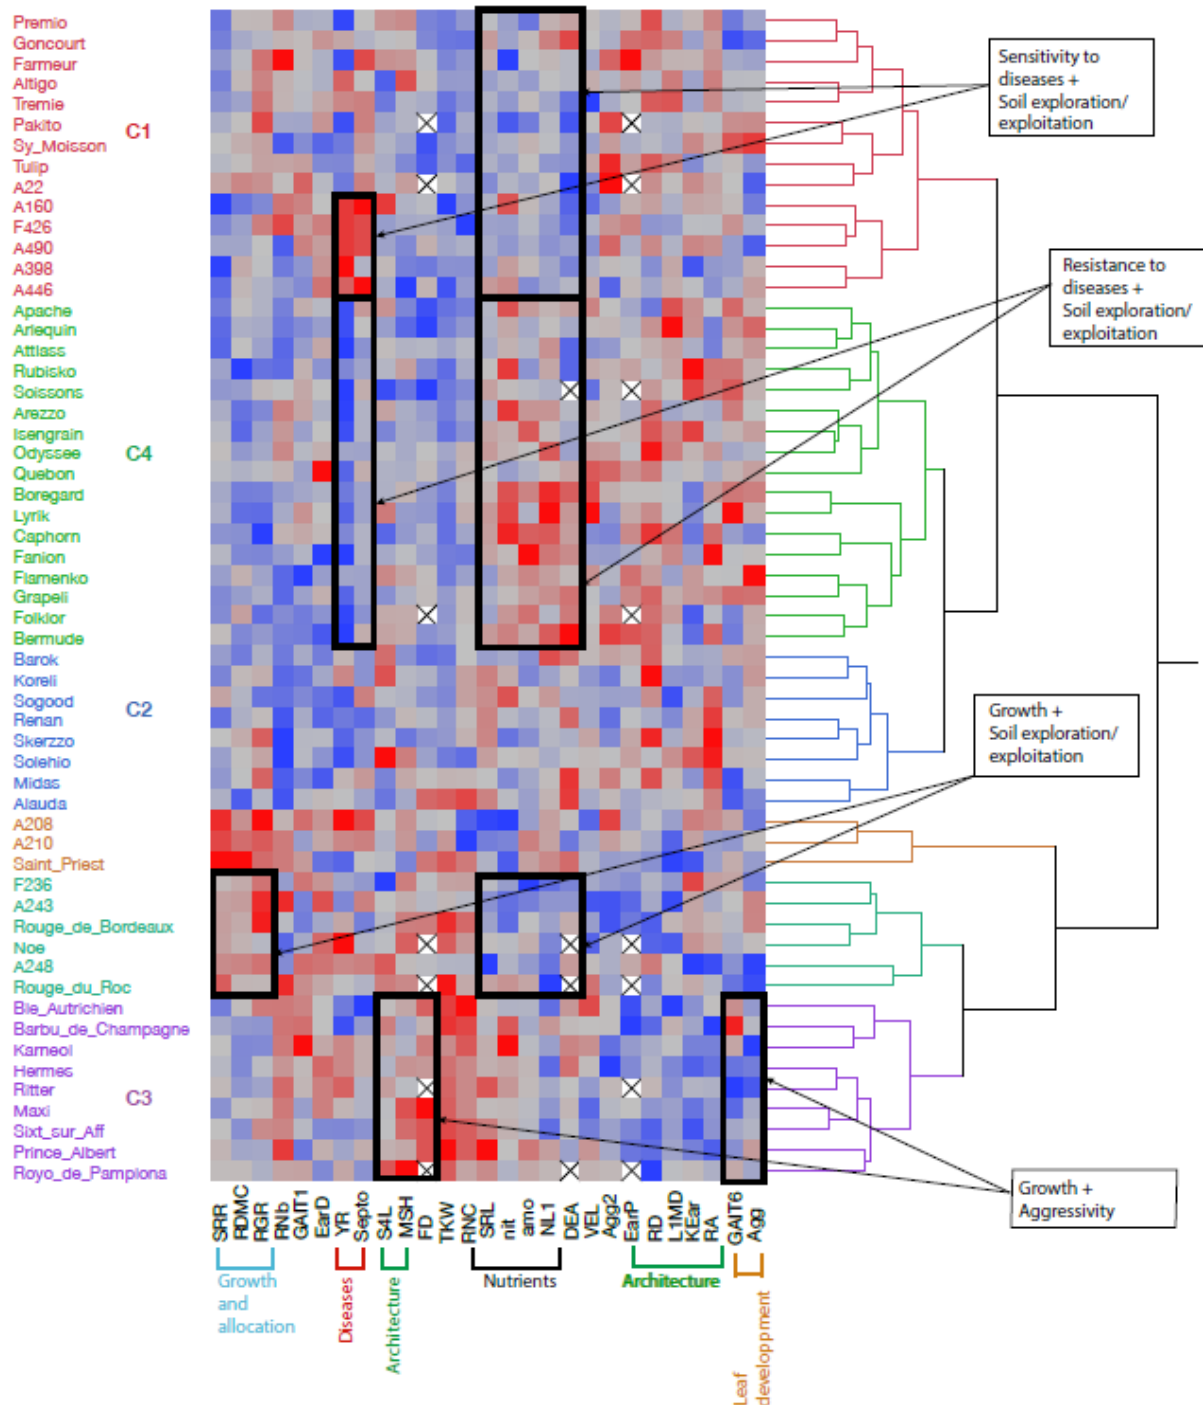 Premio
Goncourt
Farmeur
Altigo
Tremie
Pakito
C1
Sy_Moisson
Tulip
A22
A160
F426
A490
A398
A446
Apache
Arlequin
Attlass
Rubisko
Soissons
Arezzo
Isengrain
Odyssee
C4
Quebon
Boregard
Lyrik
Caphorn
Fanion
Flamenko
Grapeli
Folklor
Bermude
Barok
Koreli
Sogood
C2
Renan
Skerzzo
Solehio
Midas
Alauda
A208
A210
Saint_Priest
F236
A243
Rouge_de_Bordeaux
Noe
A248
Rouge_du_Roc
Ble_Autrichien
Barbu_de_Champagne
Karneol
Hermes
Ritter
C3
Maxi
Sixt_sur_Aff
Prince_Albert
Royo_de_Pamplona
Sensitivity to
diseases +
Soil exploration/
exploitation
Resistance to
diseases +
Soil exploration/
exploitation
Growth +
Soil exploration/
exploitation
Growth +
Aggressivity
SRR
RDMC
RGR
RNb
GAIT1
EarD
YR
Septo
S4L
MSH
FD
TKW
RNC
SRL
nit
amo
NL1
DEA
VEL
Agg2
EarP
RD
L1MD
KEar
RA
GAIT6
Agg
Growth
and
allocation
Diseases
Architecture
Nutrients
Architecture
Leaf
developpment